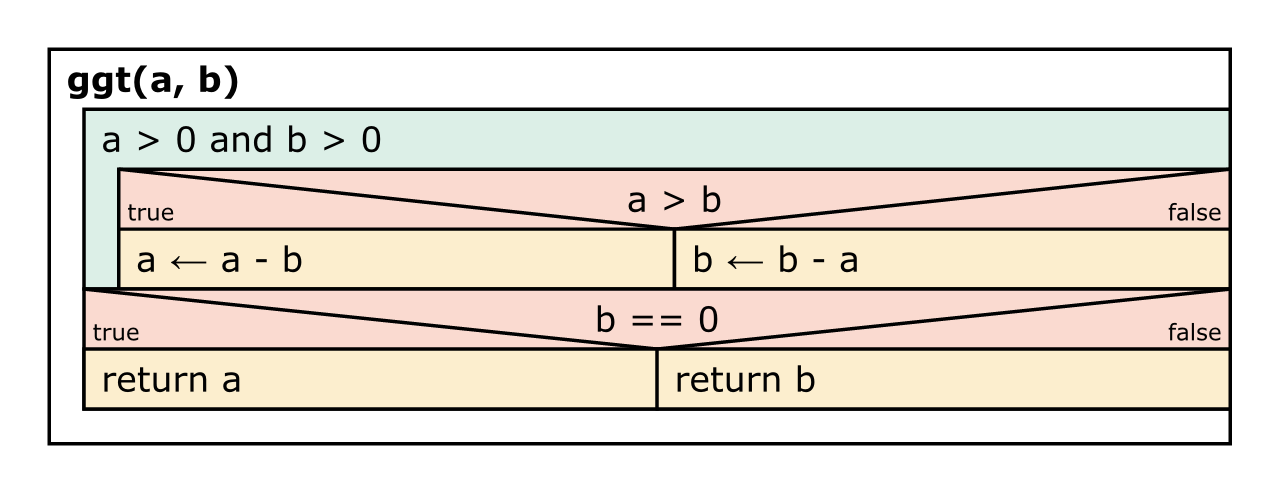 ggt(a, b)
a > 0 and b > 0
a > b
true false
a ← a - b b ← b - a
b == 0
true false
return a return b